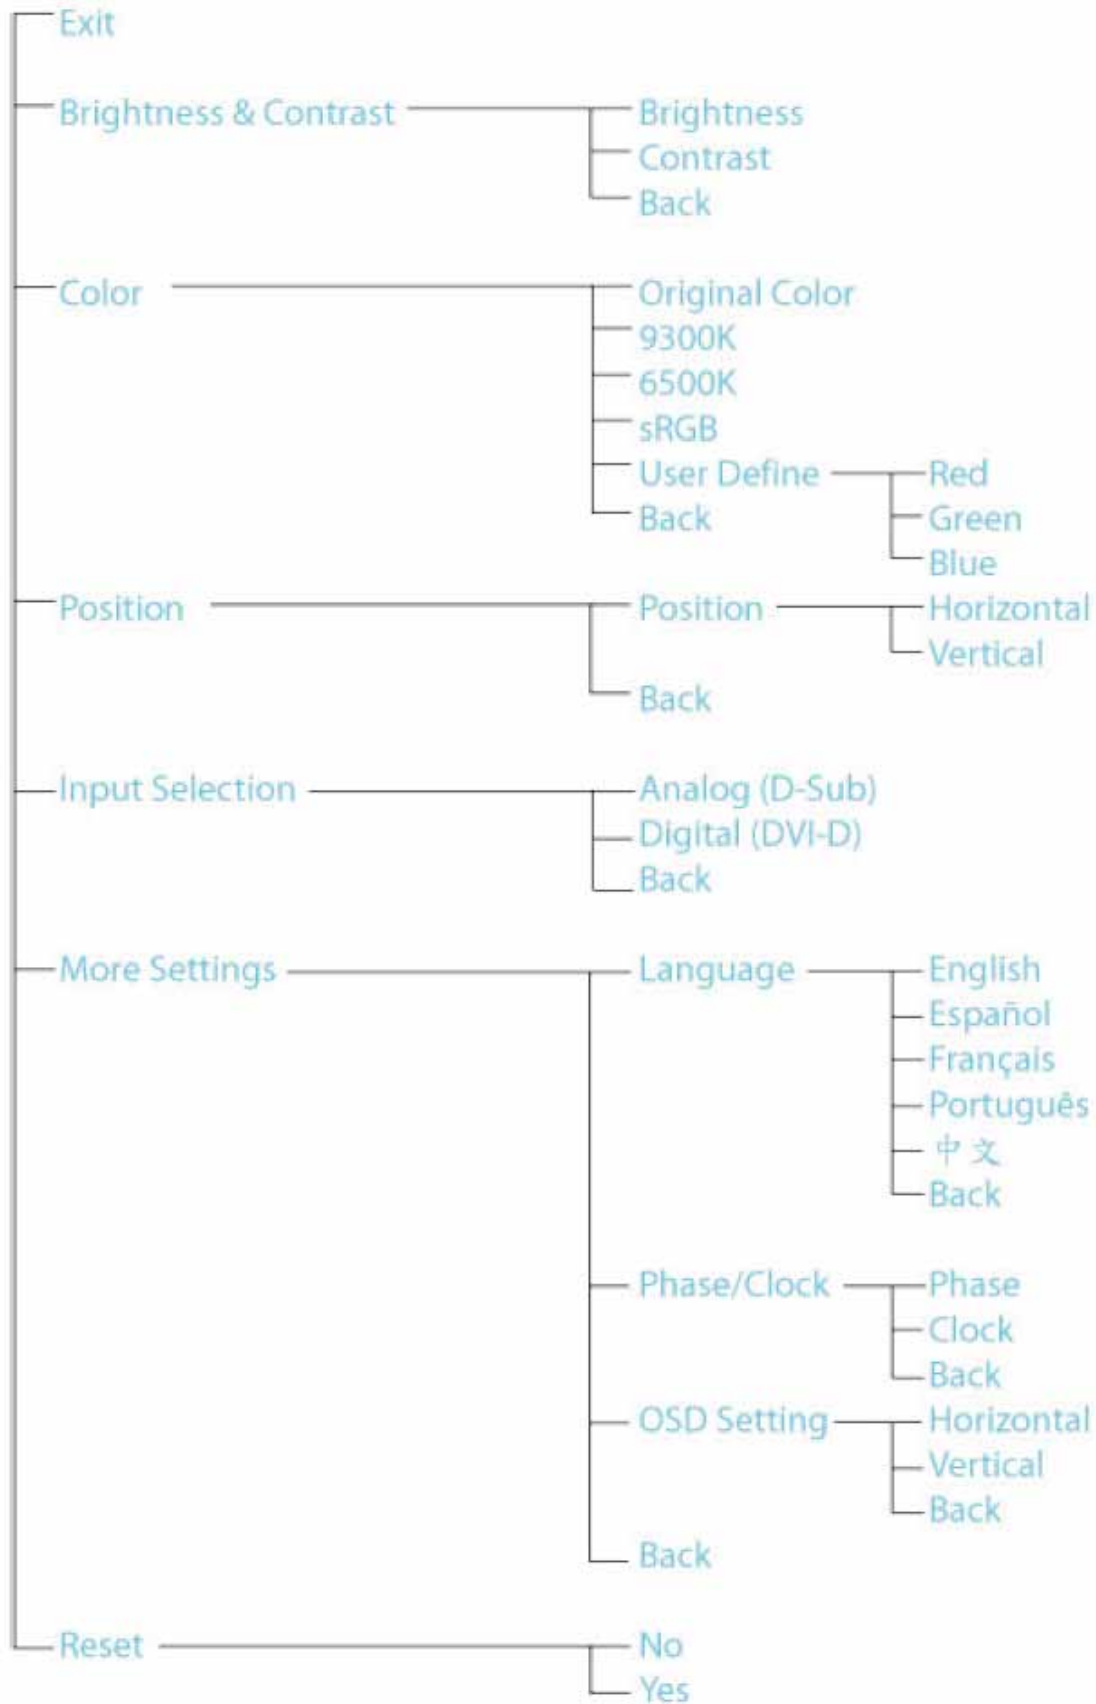 Exit
Brightness & Contrast
Brightness
Contrast
Back
Color
Original Color
9300K
6500K
sRGB
User Define
Red
Back
Green
Blue
Position
Position
Horizontal
Vertical
Back
Input Selection
Analog (D-Sub)
Digital (DVI-D)
Back
More Settings
Language
English
Español
Français
Português
中文
Back
Phase/Clock
Phase
Clock
Back
OSD Setting
Horizontal
Vertical
Back
Back
Reset
No
Yes